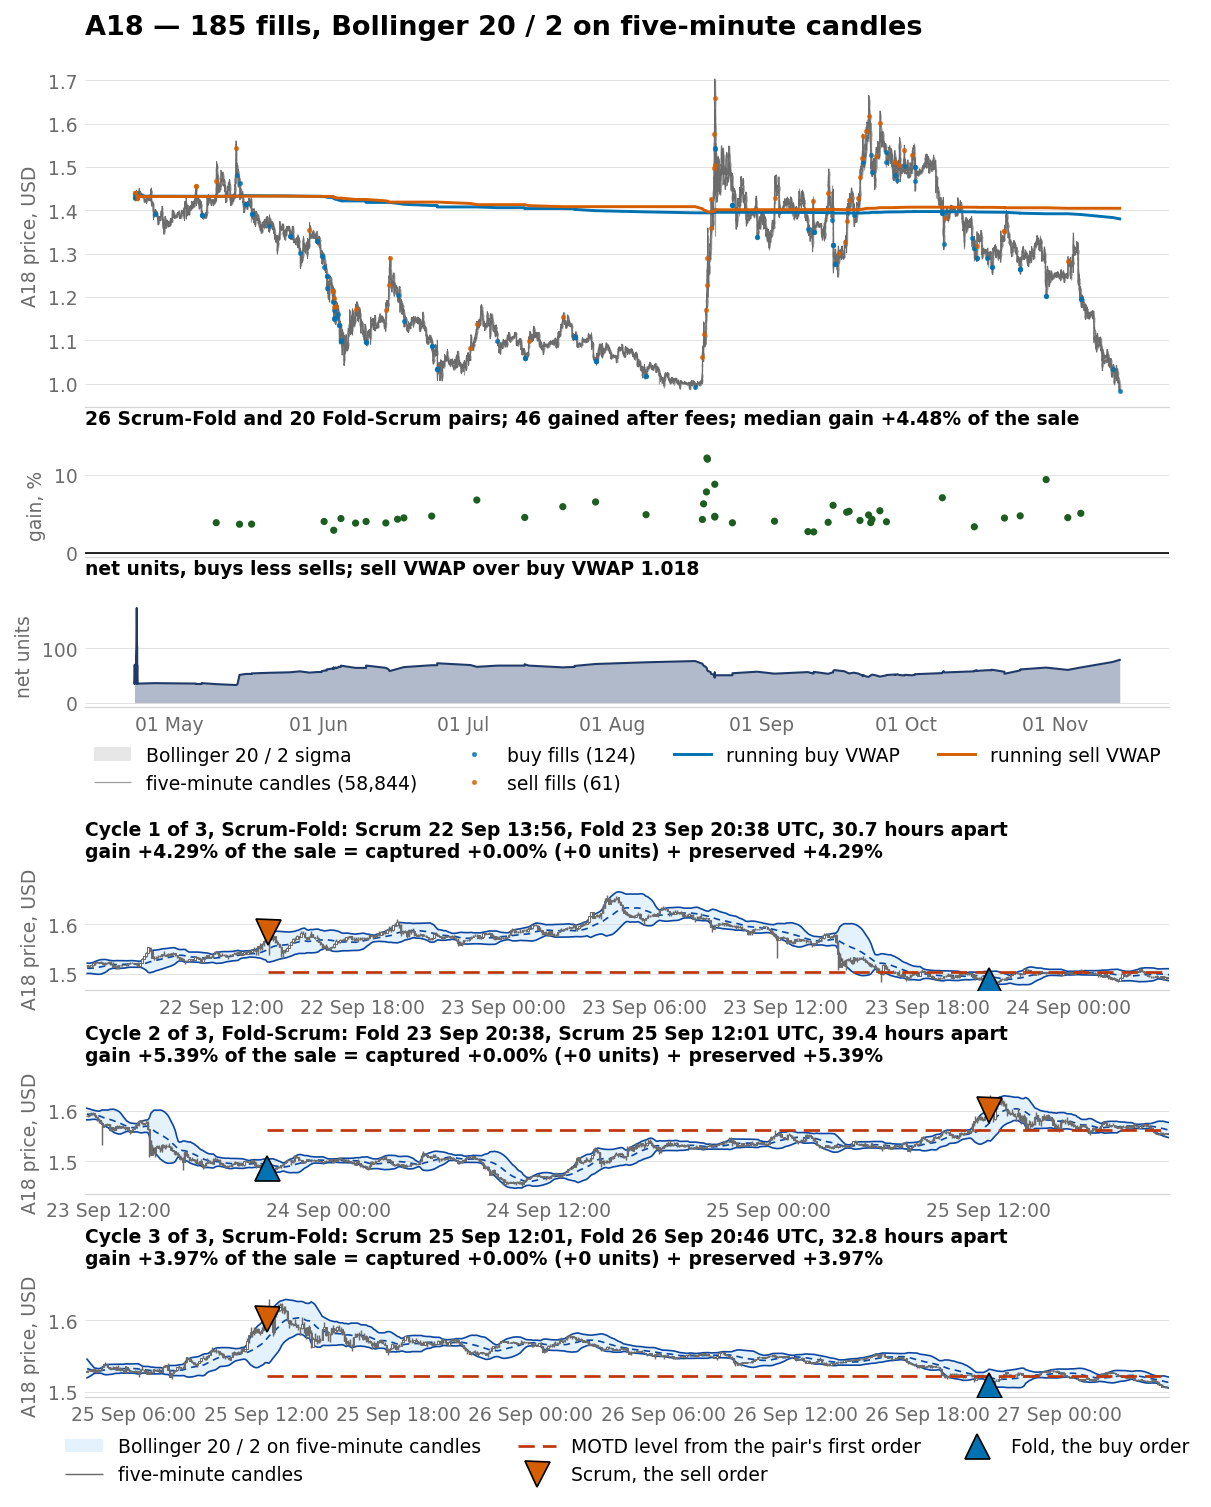 A18 — 185 fills, Bollinger 20 / 2 on five-minute candles
A18 price, USD
1.7
1.6
1.5
1.4
1.3
1.2
1.1
1.0
26 Scrum-Fold and 20 Fold-Scrum pairs; 46 gained after fees; median gain +4.48% of the sale
gain, %
10
0
net units, buys less sells; sell VWAP over buy VWAP 1.018
net units
100
0
01 May 01 Jun 01 Jul 01 Aug 01 Sep 01 Oct 01 Nov
Bollinger 20 / 2 sigma buy fills (124) running buy VWAP running sell VWAP
five-minute candles (58,844) sell fills (61)
Cycle 1 of 3, Scrum-Fold: Scrum 22 Sep 13:56, Fold 23 Sep 20:38 UTC, 30.7 hours apart
gain +4.29% of the sale = captured +0.00% (+0 units) + preserved +4.29%
A18 price, USD
1.6
1.5
22 Sep 12:00 22 Sep 18:00 23 Sep 00:00 23 Sep 06:00 23 Sep 12:00 23 Sep 18:00 24 Sep 00:00
Cycle 2 of 3, Fold-Scrum: Fold 23 Sep 20:38, Scrum 25 Sep 12:01 UTC, 39.4 hours apart
gain +5.39% of the sale = captured +0.00% (+0 units) + preserved +5.39%
A18 price, USD
1.6
1.5
23 Sep 12:00 24 Sep 00:00 24 Sep 12:00 25 Sep 00:00 25 Sep 12:00
Cycle 3 of 3, Scrum-Fold: Scrum 25 Sep 12:01, Fold 26 Sep 20:46 UTC, 32.8 hours apart
gain +3.97% of the sale = captured +0.00% (+0 units) + preserved +3.97%
A18 price, USD
1.6
1.5
25 Sep 06:00 25 Sep 12:00 25 Sep 18:00 26 Sep 00:00 26 Sep 06:00 26 Sep 12:00 26 Sep 18:00 27 Sep 00:00
Bollinger 20 / 2 on five-minute candles MOTD level from the pair's first order Fold, the buy order
five-minute candles Scrum, the sell order